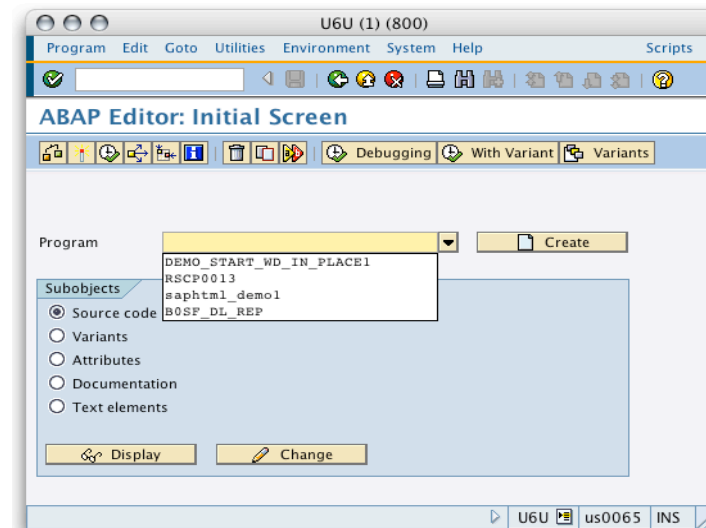 U6U (1) (800)
Program Edit Goto Utilities Environment System Help Scripts
ABAP Editor: Initial Screen
Debugging With Variant Variants
Program Create
DEMO_START_WD_IN_PLACE1
RSCP0013
saphtml_demo1
B0SF_DL_REP
Subobjects
Source code
Variants
Attributes
Documentation
Text elements
Display Change
U6U us0065 INS